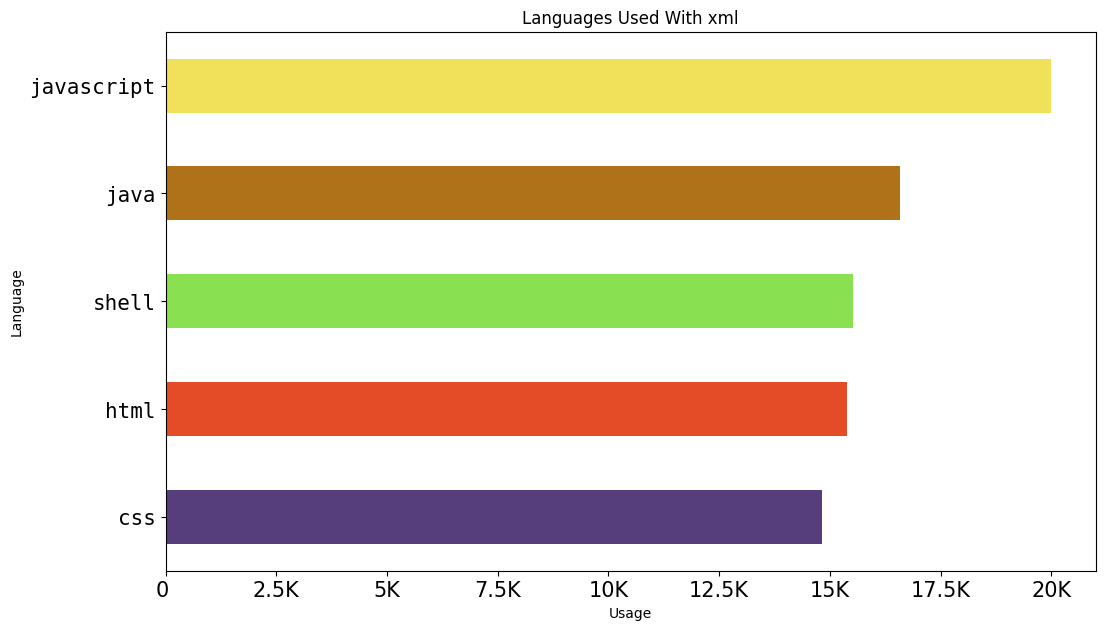 Languages Used With xml
javascript
java
shell
html
css
Language
0 2.5K 5K 7.5K 10K 12.5K 15K 17.5K 20K
Usage